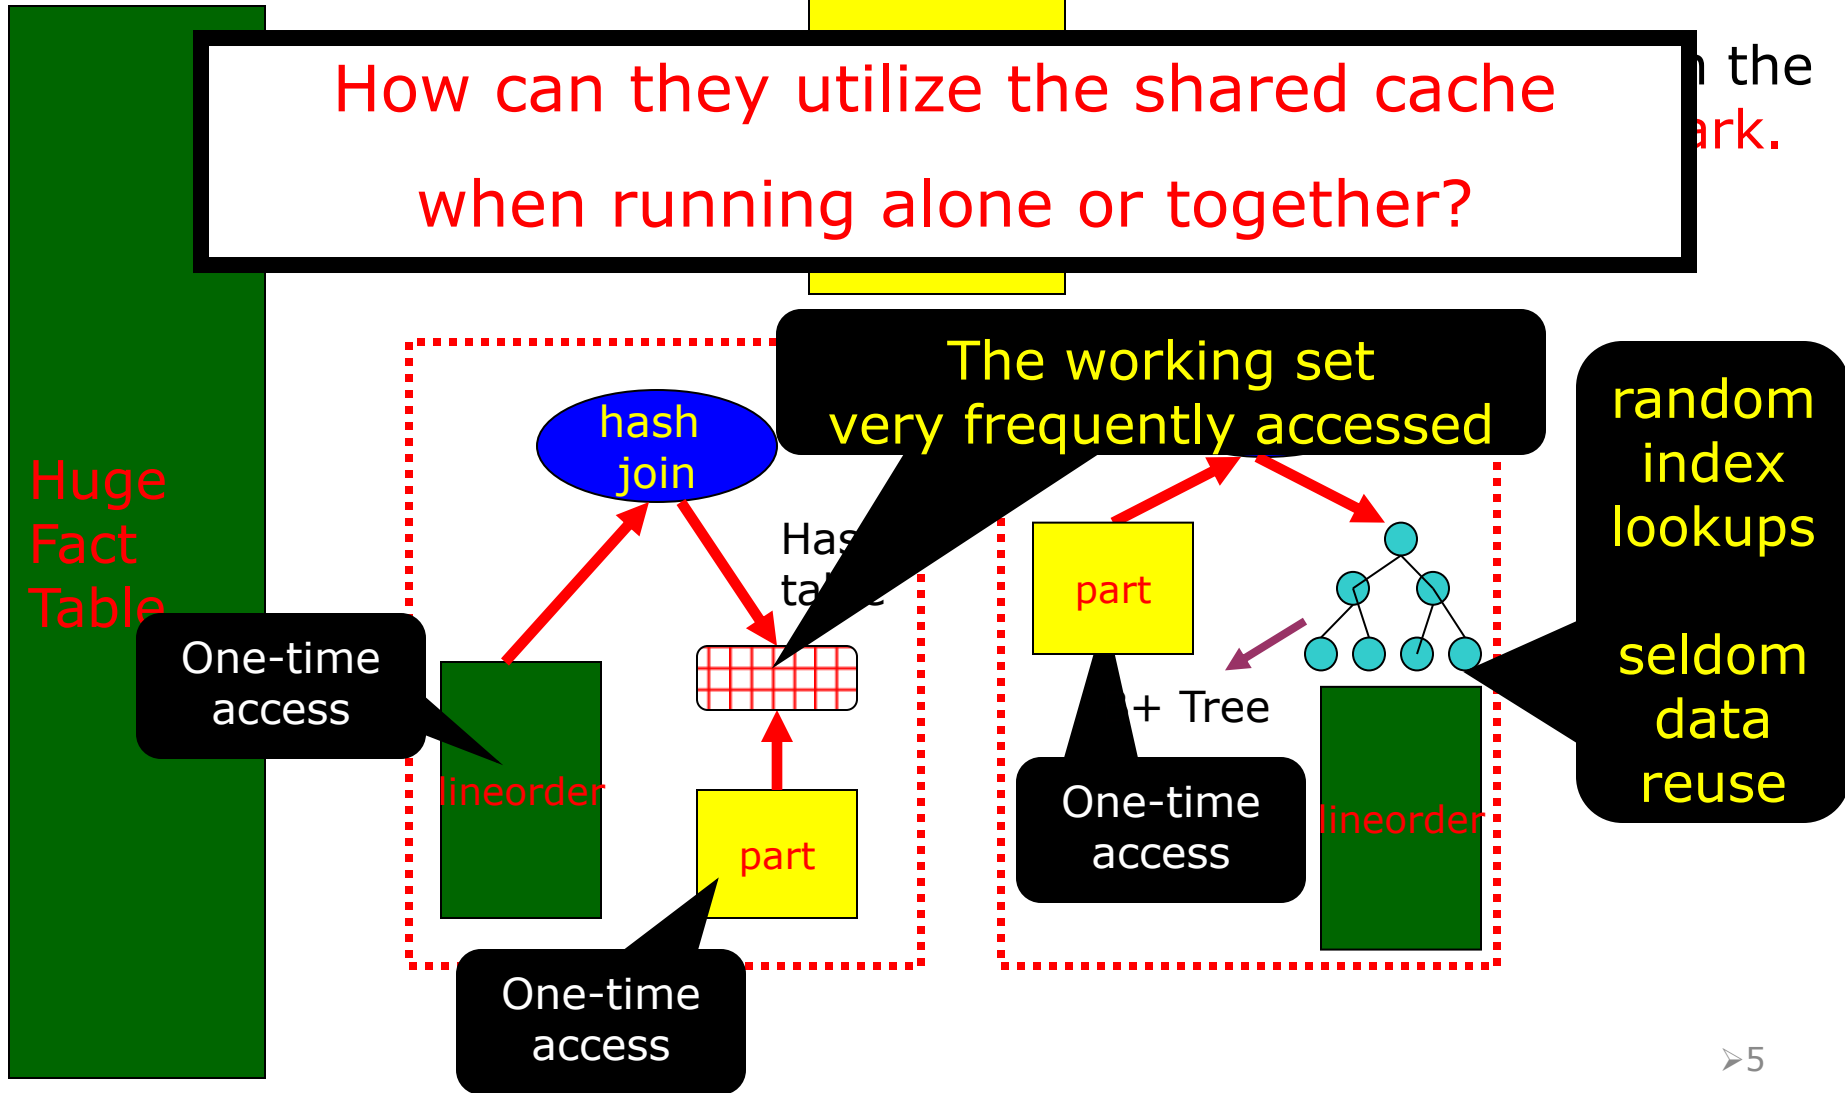 How can they utilize the shared cache
when running alone or together?
the
The working set
very frequently accessed
random
index
lookups
seldom
data
reuse
hash
join
Huge
Fact
Table
One-time
access
lineorder
part
One-time
access
part
+ Tree
One-time
access
lineorder
5